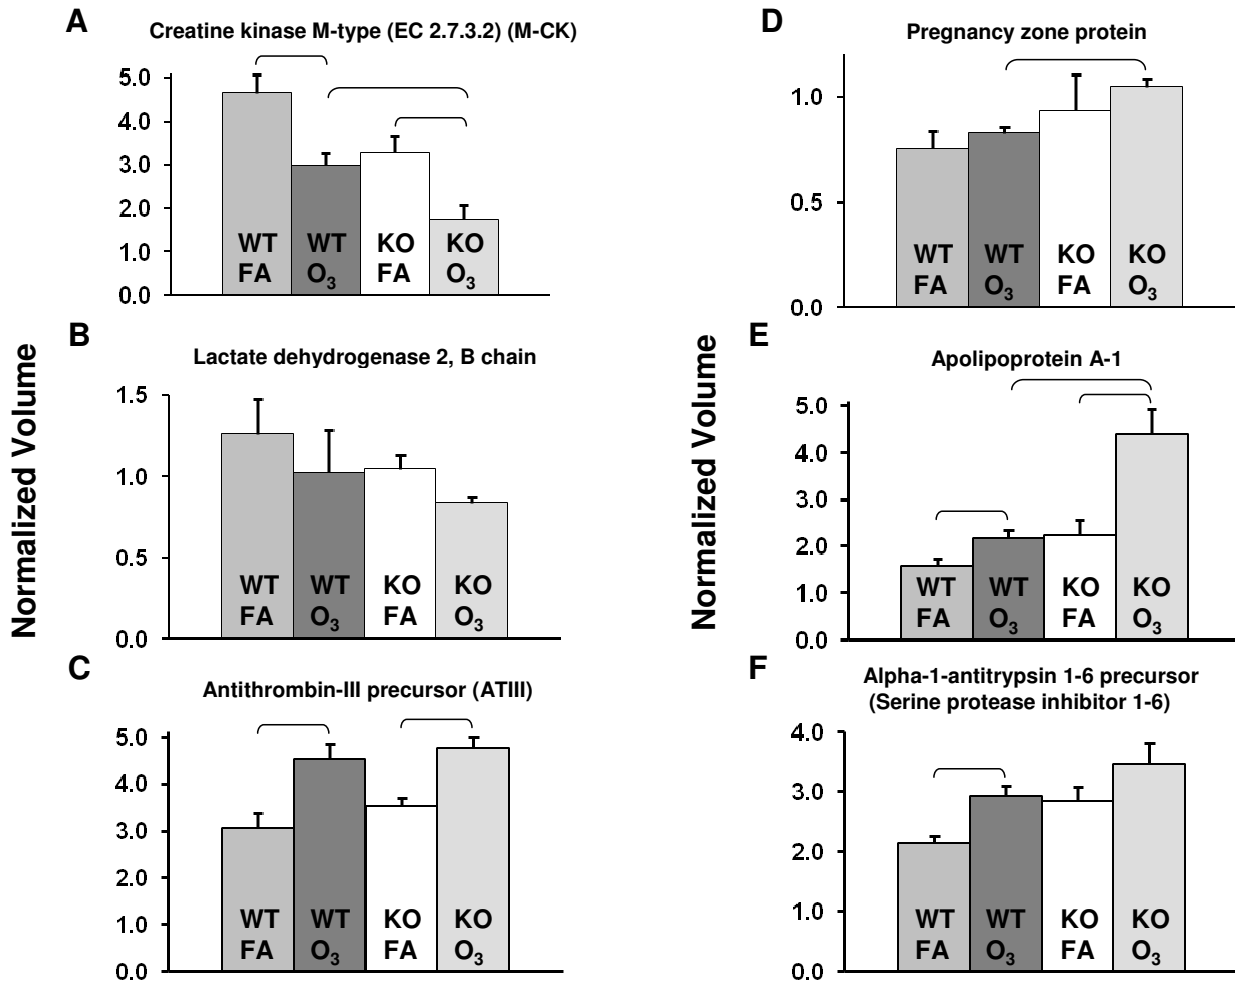 A
Creatine kinase M-type (EC 2.7.3.2) (M-CK)
5.0
4.0
3.0
2.0
1.0
0.0
WT FA
WT O₃
KO FA
KO O₃
B
Lactate dehydrogenase 2, B chain
1.5
1.0
0.5
0.0
WT FA
WT O₃
KO FA
KO O₃
Normalized Volume
C
Antithrombin-III precursor (ATIII)
5.0
4.0
3.0
2.0
1.0
0.0
WT FA
WT O₃
KO FA
KO O₃
D
Pregnancy zone protein
1.0
0.5
0.0
WT FA
WT O₃
KO FA
KO O₃
E
Apolipoprotein A-1
5.0
4.0
3.0
2.0
1.0
0.0
WT FA
WT O₃
KO FA
KO O₃
Normalized Volume
F
Alpha-1-antitrypsin 1-6 precursor
(Serine protease inhibitor 1-6)
4.0
3.0
2.0
1.0
0.0
WT FA
WT O₃
KO FA
KO O₃